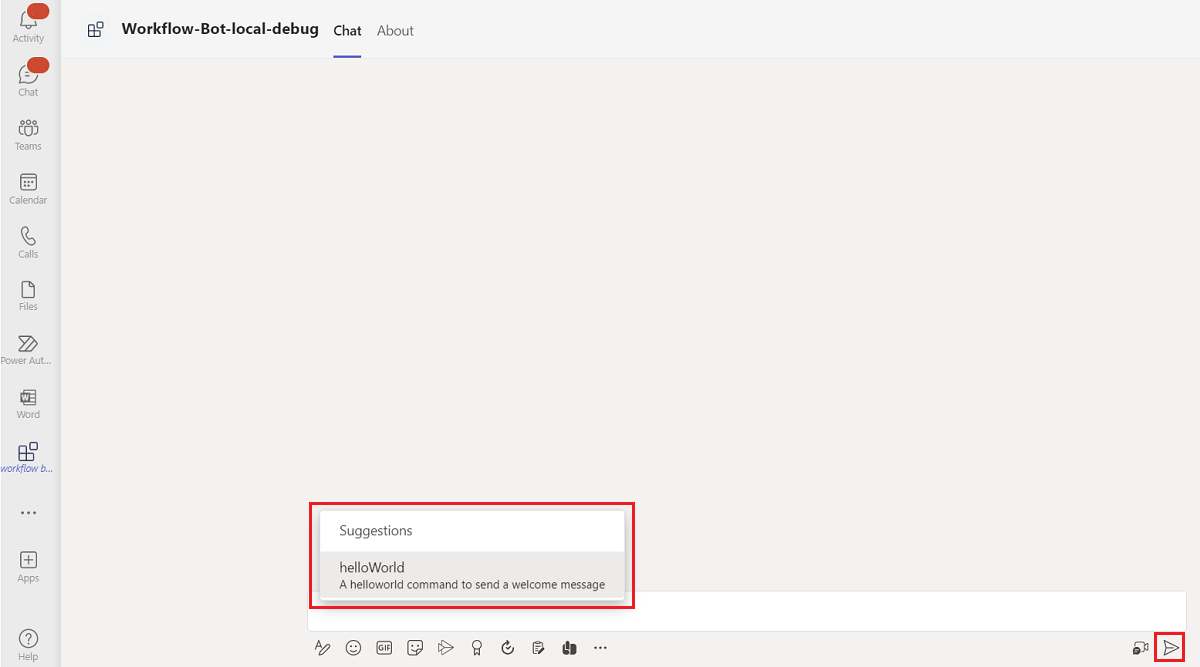 Activity
Chat
Teams
Calendar
Calls
Files
Power Aut...
Word
workflow b...
Apps
Help
Workflow-Bot-local-debug Chat About
Suggestions
helloWorld
A helloworld command to send a welcome message
GIF